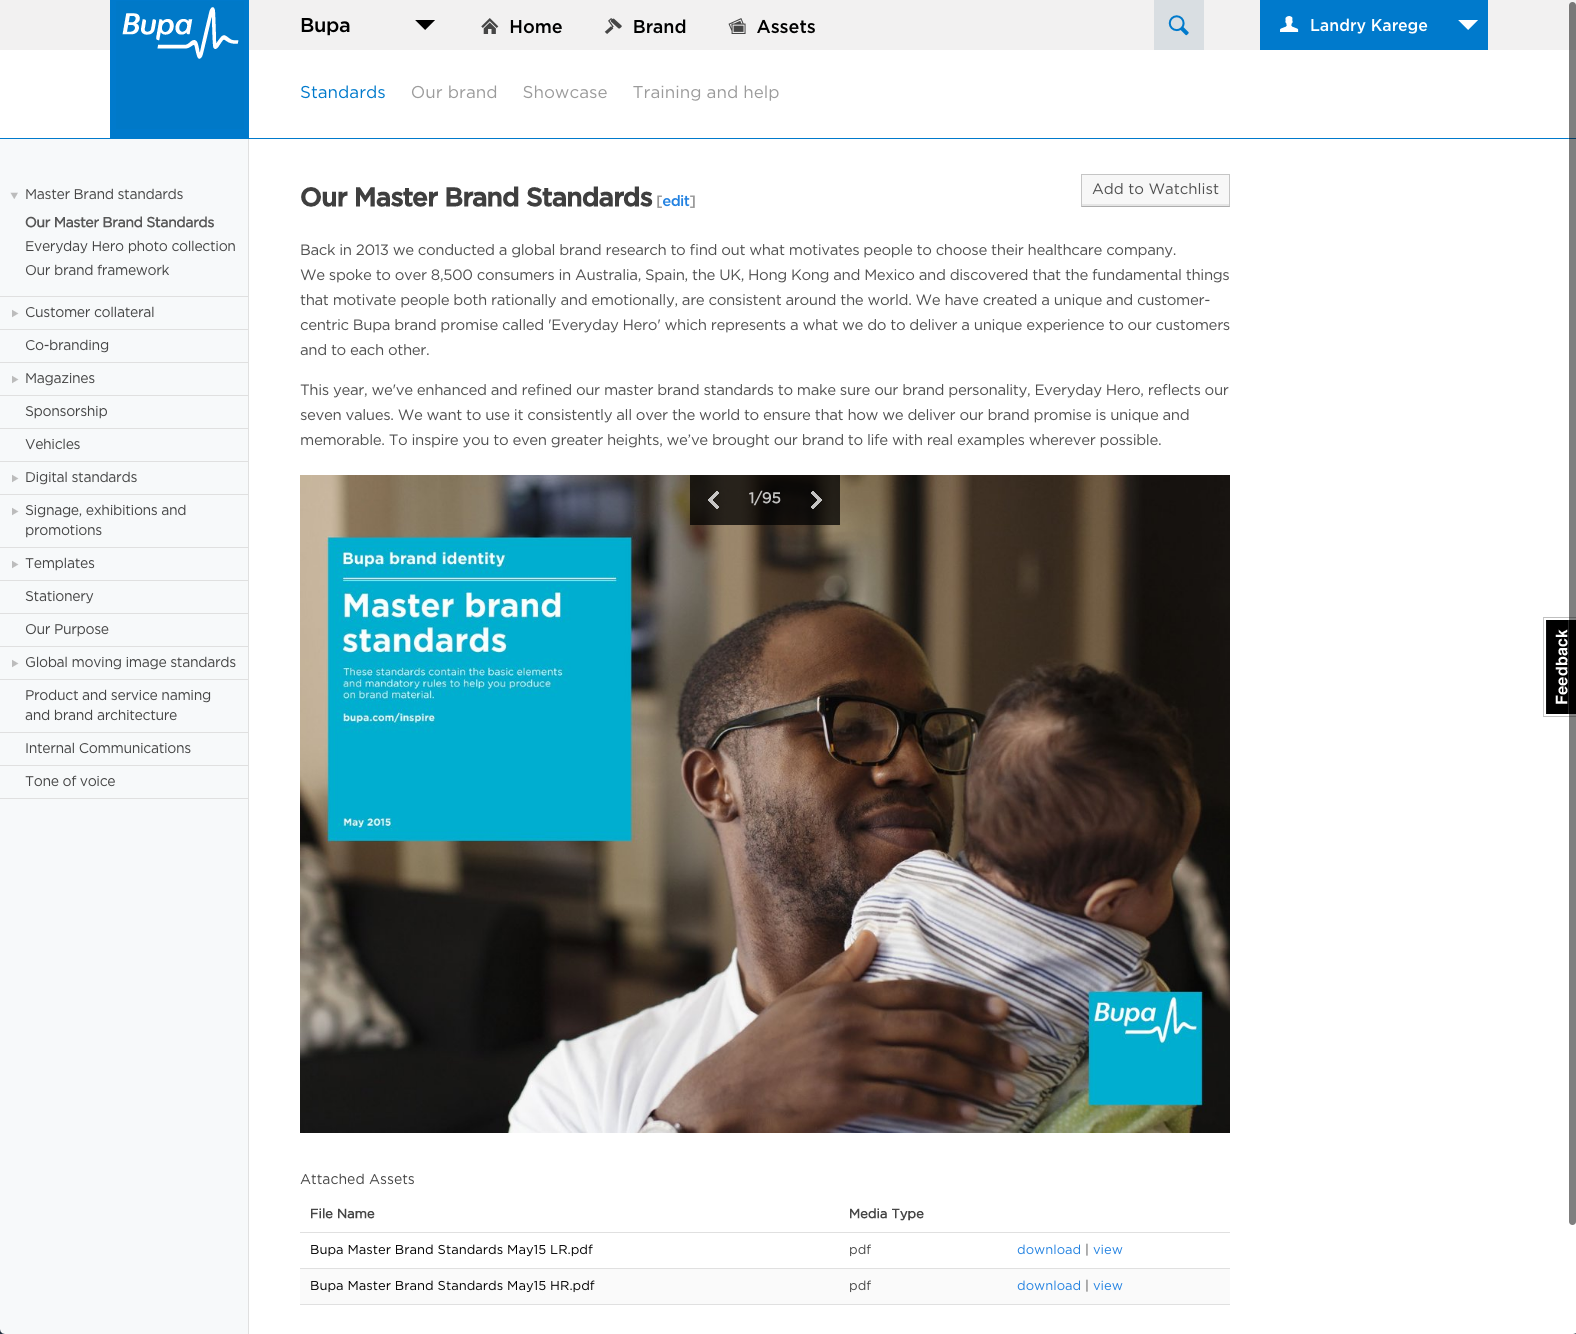 Bupa
Bupa
Home
Brand
Assets
Landry Karege
Standards
Our brand
Showcase
Training and help
Master Brand standards
Our Master Brand Standards
Everyday Hero photo collection
Our brand framework
Customer collateral
Co-branding
Magazines
Sponsorship
Vehicles
Digital standards
Signage, exhibitions and
promotions
Templates
Stationery
Our Purpose
Global moving image standards
Product and service naming
and brand architecture
Internal Communications
Tone of voice
Our Master Brand Standards [edit]
Add to Watchlist
Back in 2013 we conducted a global brand research to find out what motivates people to choose their healthcare company.
We spoke to over 8,500 consumers in Australia, Spain, the UK, Hong Kong and Mexico and discovered that the fundamental things
that motivate people both rationally and emotionally, are consistent around the world. We have created a unique and customer-
centric Bupa brand promise called 'Everyday Hero' which represents a what we do to deliver a unique experience to our customers
and to each other.
This year, we've enhanced and refined our master brand standards to make sure our brand personality, Everyday Hero, reflects our
seven values. We want to use it consistently all over the world to ensure that how we deliver our brand promise is unique and
memorable. To inspire you to even greater heights, we've brought our brand to life with real examples wherever possible.
1/95
Bupa brand identity
Master brand
standards
These standards contain the basic elements
and mandatory rules to help you produce
on brand material.
bupa.com/inspire
May 2015
Bupa
Feedback
Attached Assets
File Name
Media Type
Bupa Master Brand Standards May15 LR.pdf
pdf
download | view
Bupa Master Brand Standards May15 HR.pdf
pdf
download | view